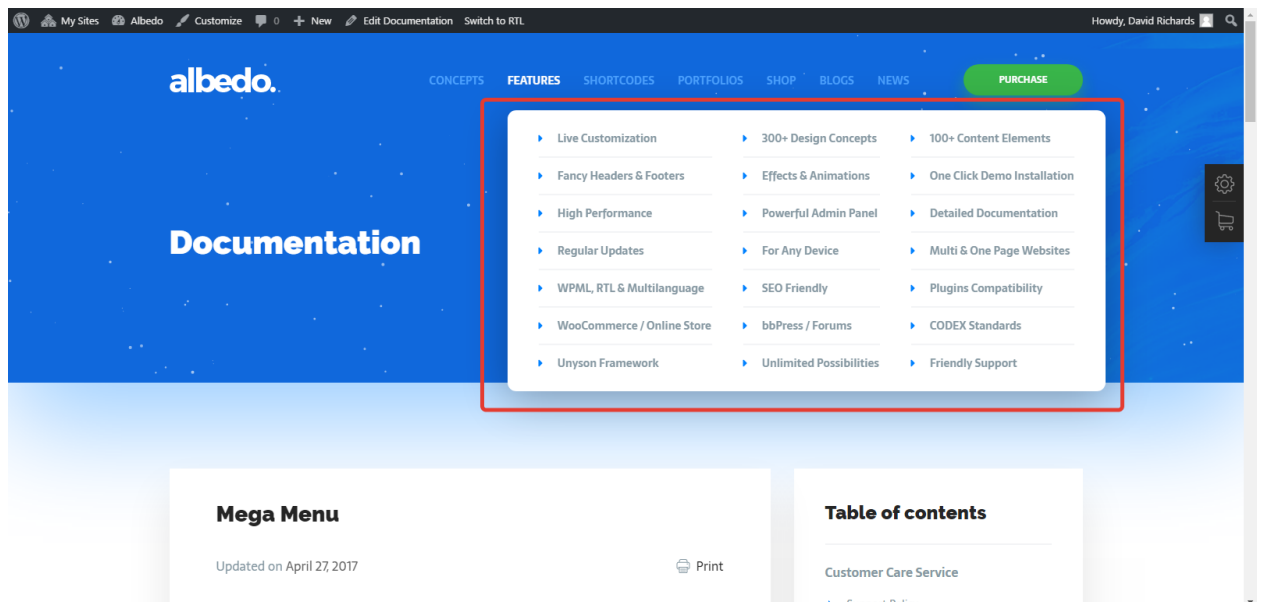 My Sites Albedo Customize 0 New Edit Documentation Switch to RTL Howdy, David Richards
albedo. CONCEPTS FEATURES SHORTCODES PORTFOLIOS SHOP BLOGS NEWS PURCHASE
Live Customization 300+ Design Concepts 100+ Content Elements
Fancy Headers & Footers Effects & Animations One Click Demo Installation
High Performance Powerful Admin Panel Detailed Documentation
Documentation
Regular Updates For Any Device Multi & One Page Websites
WPML, RTL & Multilanguage SEO Friendly Plugins Compatibility
WooCommerce / Online Store bbPress / Forums CODEX Standards
Unyson Framework Unlimited Possibilities Friendly Support
Mega Menu Table of contents
Updated on April 27, 2017 Print
Customer Care Service